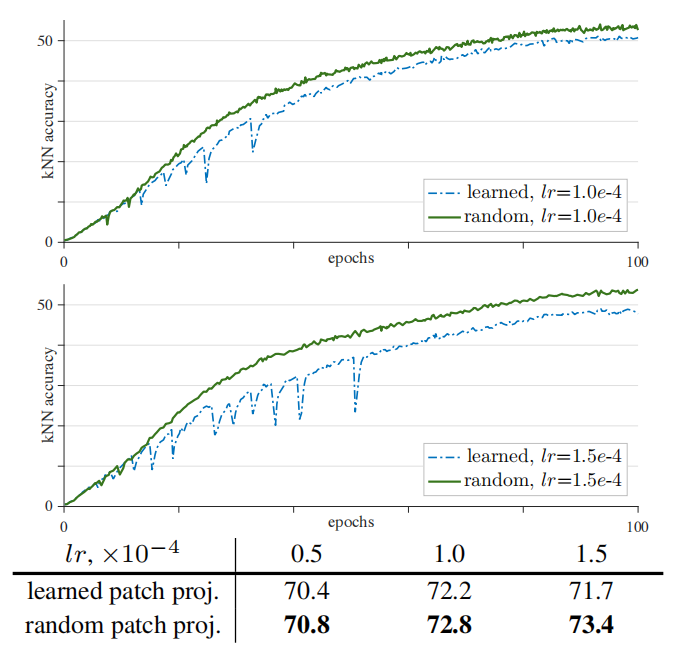 50
kNN accuracy
0
0
epochs
100
learned, lr=1.0e-4
random, lr=1.0e-4
50
kNN accuracy
0
0
epochs
100
learned, lr=1.5e-4
random, lr=1.5e-4
lr, ×10⁻⁴ 0.5 1.0 1.5
learned patch proj. 70.4 72.2 71.7
random patch proj. 70.8 72.8 73.4